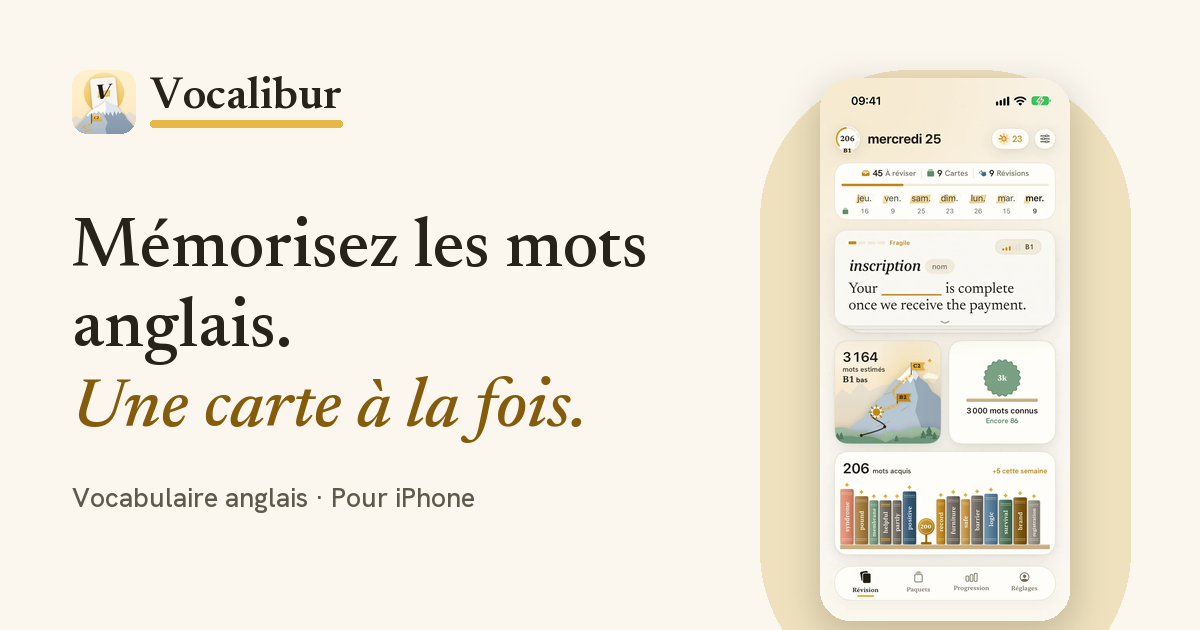 V
Vocalibur
Mémorisez les mots
anglais.
Une carte à la fois.
Vocabulaire anglais · Pour iPhone
09:41
206
B1
mercredi 25
23
45 À réviser
9 Cartes
9 Révisions
jeu. ven. sam. dim. lun. mar. mer.
16 9 25 23 26 15 9
Fragile
B1
inscription nom
Your ________ is complete
once we receive the payment.
3 164
mots estimés
B1 bas
C2
B2
3k
3 000 mots connus
Encore 86
206 mots acquis
+5 cette semaine
syndrome
pound
membrane
helpful
partly
positive
200
record
furniture
safe
barrier
logic
survival
brand
Révision
Paquets
Progression
Réglages